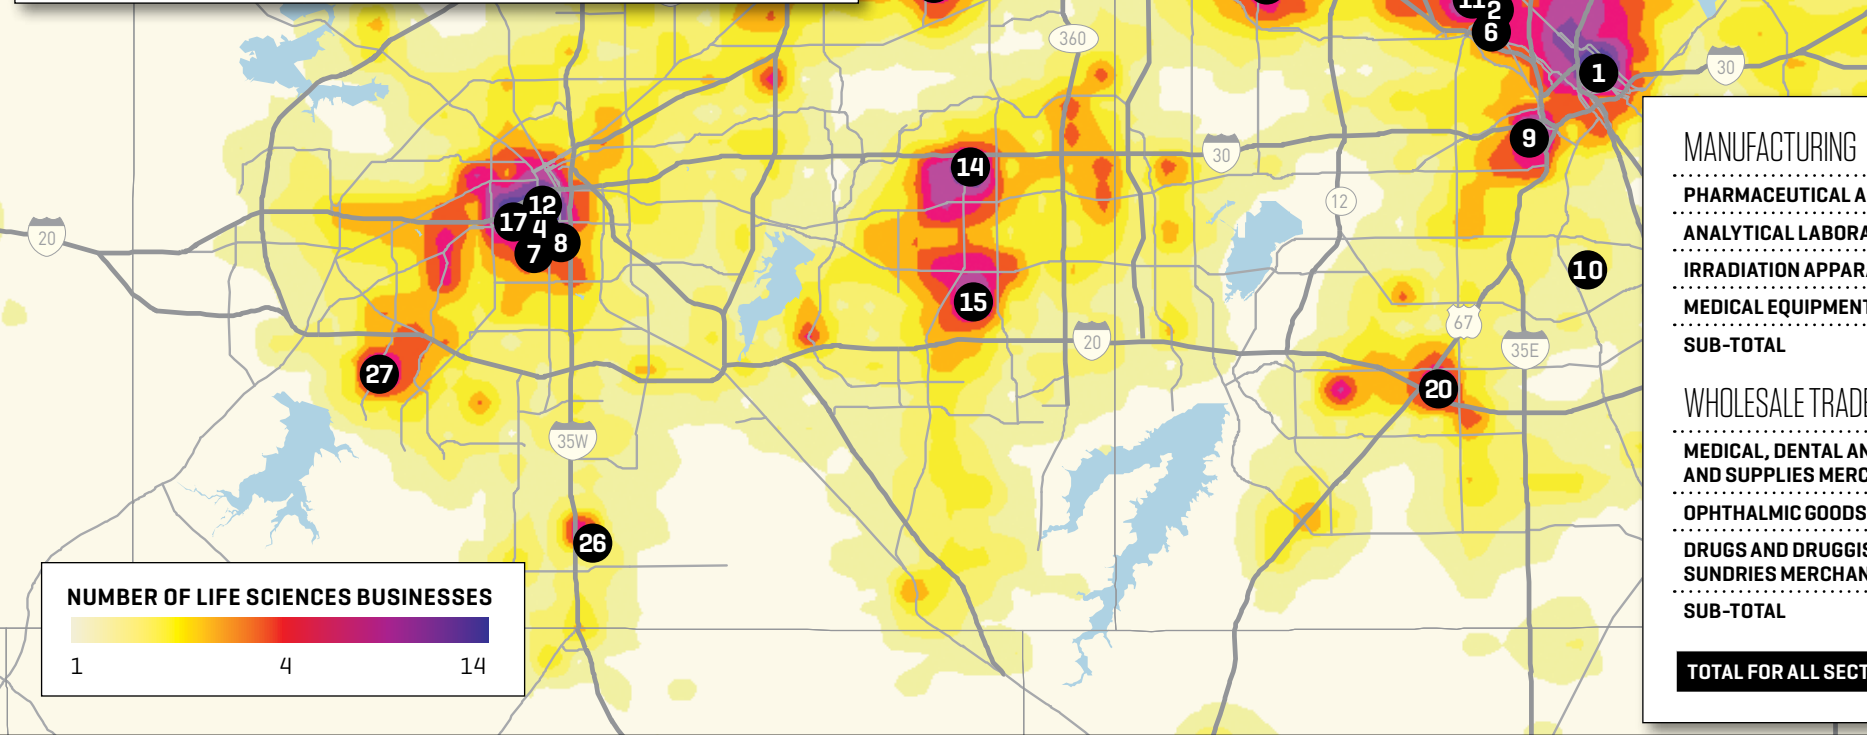 11
2
6
360
1
30
9
30
14
12
20
12
17
4
8
7
10
15
67
20
35E
27
20
35W
26
NUMBER OF LIFE SCIENCES BUSINESSES
1 4 14
MANUFACTURING
PHARMACEUTICAL A
ANALYTICAL LABORA
IRRADIATION APPARA
MEDICAL EQUIPMENT
SUB-TOTAL
WHOLESALE TRADE
MEDICAL, DENTAL AN
AND SUPPLIES MERC
OPHTHALMIC GOODS
DRUGS AND DRUGGIS
SUNDRIES MERCHAN
SUB-TOTAL
TOTAL FOR ALL SECT